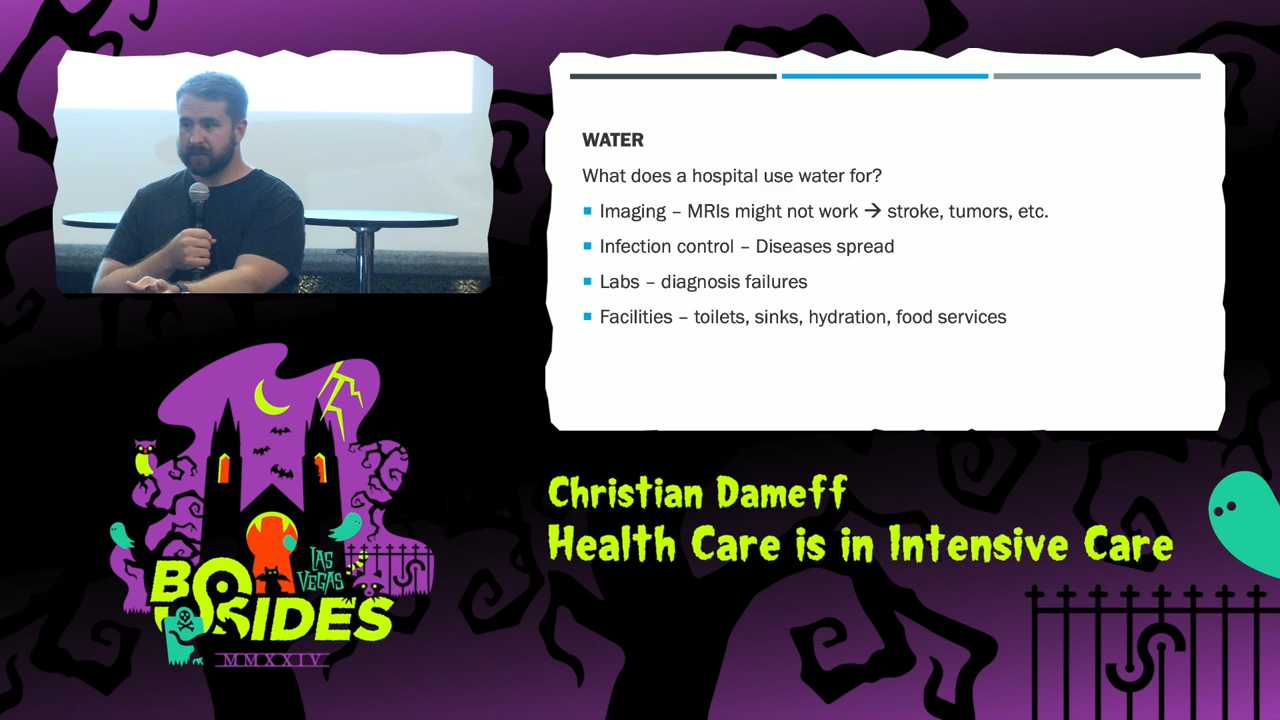 WATER
What does a hospital use water for?
Imaging – MRIs might not work → stroke, tumors, etc.
Infection control – Diseases spread
Labs – diagnosis failures
Facilities – toilets, sinks, hydration, food services
Christian Dameff
Health Care is in Intensive Care
LAS
VEGAS
BSIDES
MMXXIV